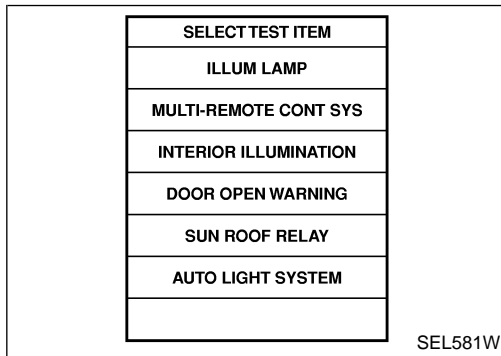 SELECT TEST ITEM
ILLUM LAMP
MULTI-REMOTE CONT SYS
INTERIOR ILLUMINATION
DOOR OPEN WARNING
SUN ROOF RELAY
AUTO LIGHT SYSTEM
SEL581W